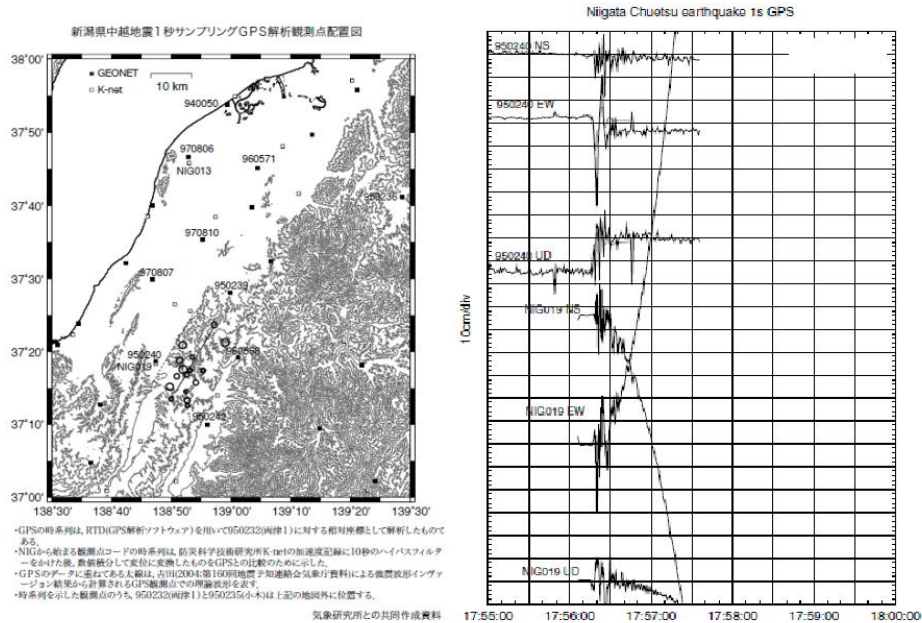 新潟県中越地震1秒サンプリングGPS解析観測点配置図
38°00'
■ GEONET
□ K-net
10 km
940050
37°50'
970806
NIG013
960571
950236
37°40'
970810
37°30'
970807
950239
37°20'
950240
NIG019
37°10'
37°00'
138°30' 138°40' 138°50' 139°00' 139°10' 139°20' 139°30'
・GPSの時系列は、RTD(GPS解析ソフトウェア)を用いて950232(両津1)に対する相対座標として解析したもので
ある。
・NIGから始まる観測点コードの時系列は、防災科学技術研究所K-netの加速度記録に10秒のハイパスフィルタ
ーをかけた後、数値積分して変位に変換したものをGPSとの比較のために示した。
・GPSのデータに重ねてある太線は、吉田(2004:第160回地震予知連絡会気象庁資料)による強震波形インヴァ
ージョン結果から計算されるGPS観測点での理論波形を表す。
・時系列を示した観測点のうち、950232(両津1)と950235(小木)は上記の地図外に位置する。
気象研究所との共同作成資料
Niigata Chuetsu earthquake 1s GPS
950240 NS
950240 EW
950240 UD
NIG019 NS
NIG019 EW
NIG019 UD
10cm/div
17:55:00 17:56:00 17:57:00 17:58:00 17:59:00 18:00:00